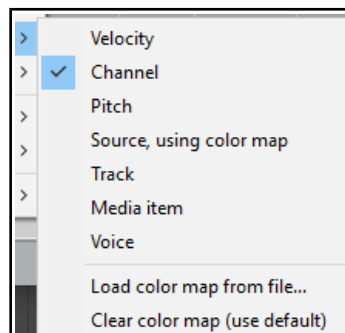 Velocity
Channel
Pitch
Source, using color map
Track
Media item
Voice
Load color map from file...
Clear color map (use default)